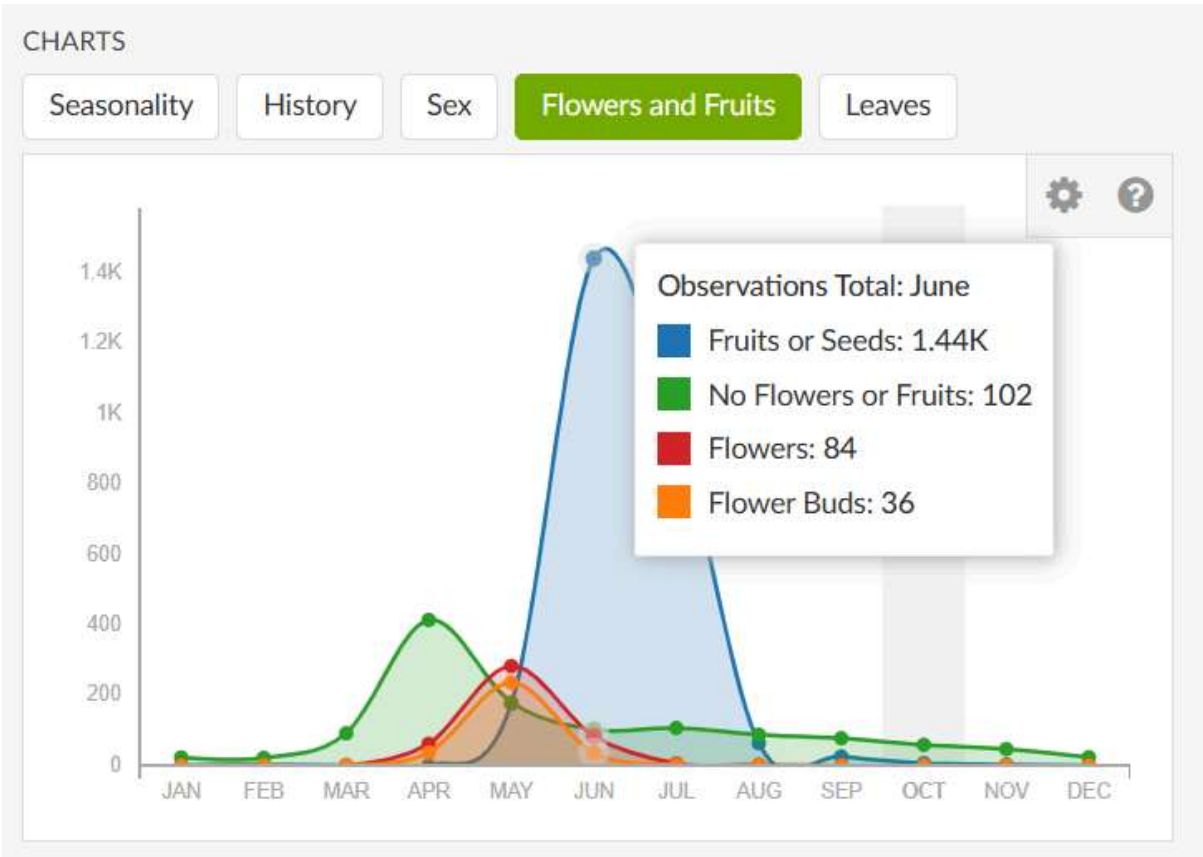 CHARTS
Seasonality History Sex Flowers and Fruits Leaves
Observations Total: June
Fruits or Seeds: 1.44K
No Flowers or Fruits: 102
Flowers: 84
Flower Buds: 36
1.4K
1.2K
1K
800
600
400
200
0
JAN FEB MAR APR MAY JUN JUL AUG SEP OCT NOV DEC